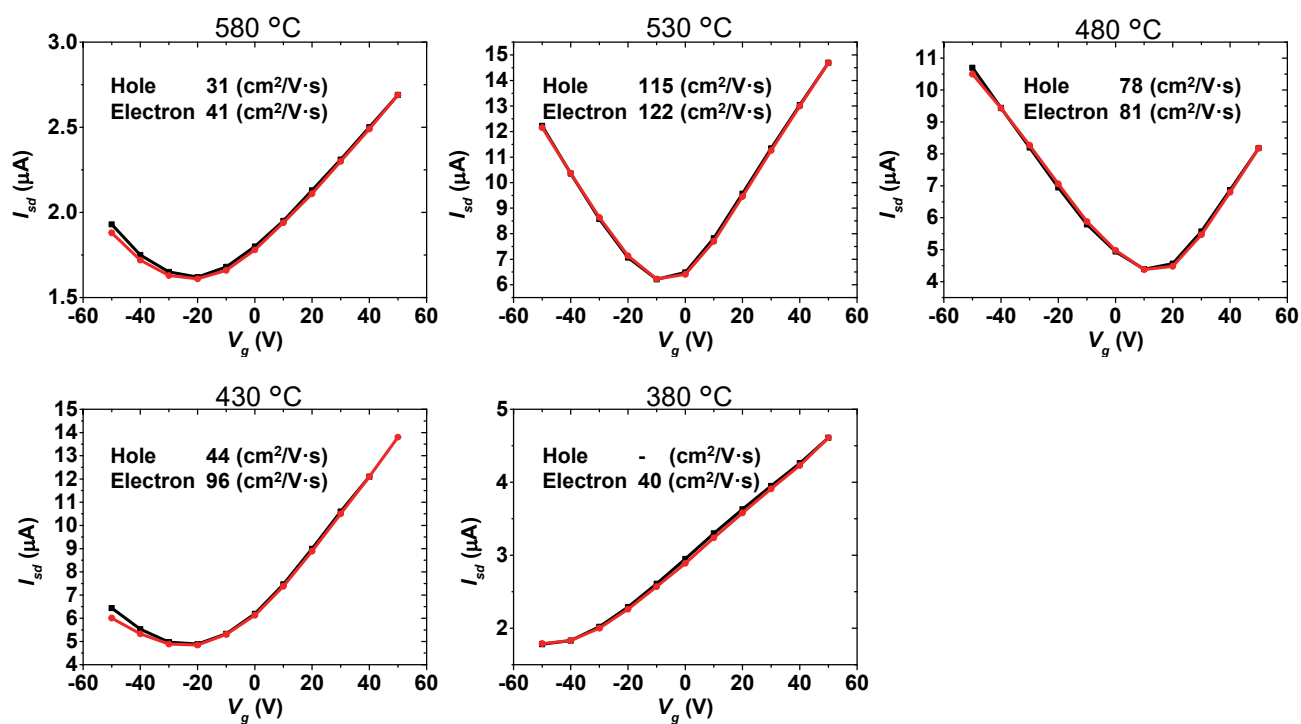 580 °C
Hole 31 (cm²/V·s)
Electron 41 (cm²/V·s)
3.0
2.5
2.0
1.5
I_sd (μA)
-60 -40 -20 0 20 40 60
V_g (V)
530 °C
Hole 115 (cm²/V·s)
Electron 122 (cm²/V·s)
15
14
13
12
11
10
9
8
7
6
I_sd (μA)
-60 -40 -20 0 20 40 60
V_g (V)
480 °C
Hole 78 (cm²/V·s)
Electron 81 (cm²/V·s)
11
10
9
8
7
6
5
4
I_sd (μA)
-60 -40 -20 0 20 40 60
V_g (V)
430 °C
Hole 44 (cm²/V·s)
Electron 96 (cm²/V·s)
15
14
13
12
11
10
9
8
7
6
5
4
I_sd (μA)
-60 -40 -20 0 20 40 60
V_g (V)
380 °C
Hole - (cm²/V·s)
Electron 40 (cm²/V·s)
5
4
3
2
I_sd (μA)
-60 -40 -20 0 20 40 60
V_g (V)